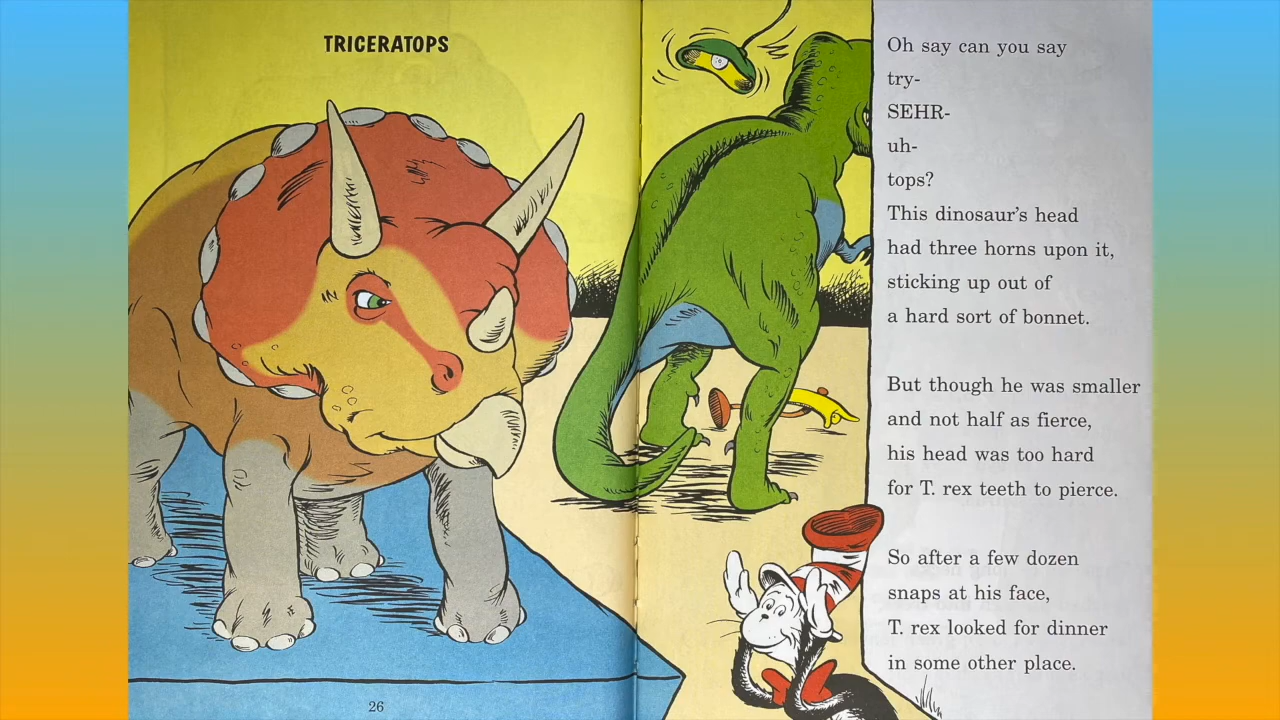 TRICERATOPS
Oh say can you say
try-
SEHR-
uh-
tops?
This dinosaur's head
had three horns upon it,
sticking up out of
a hard sort of bonnet.
But though he was smaller
and not half as fierce,
his head was too hard
for T. rex teeth to pierce.
So after a few dozen
snaps at his face,
T. rex looked for dinner
in some other place.
26